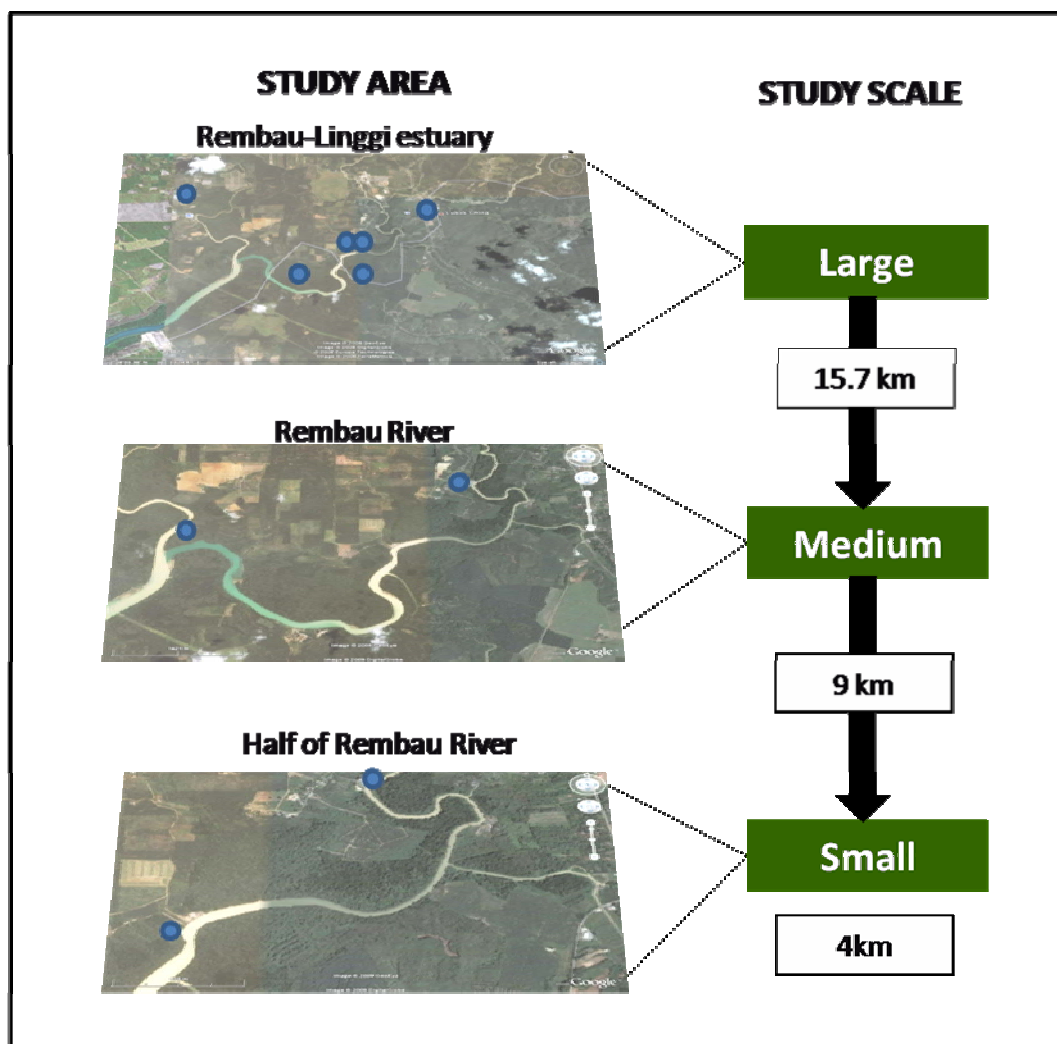 STUDY AREA
STUDY SCALE
Rembau-Linggi estuary
Large
15.7 km
Rembau River
Google
Medium
9 km
Half of Rembau River
Google
Small
4km